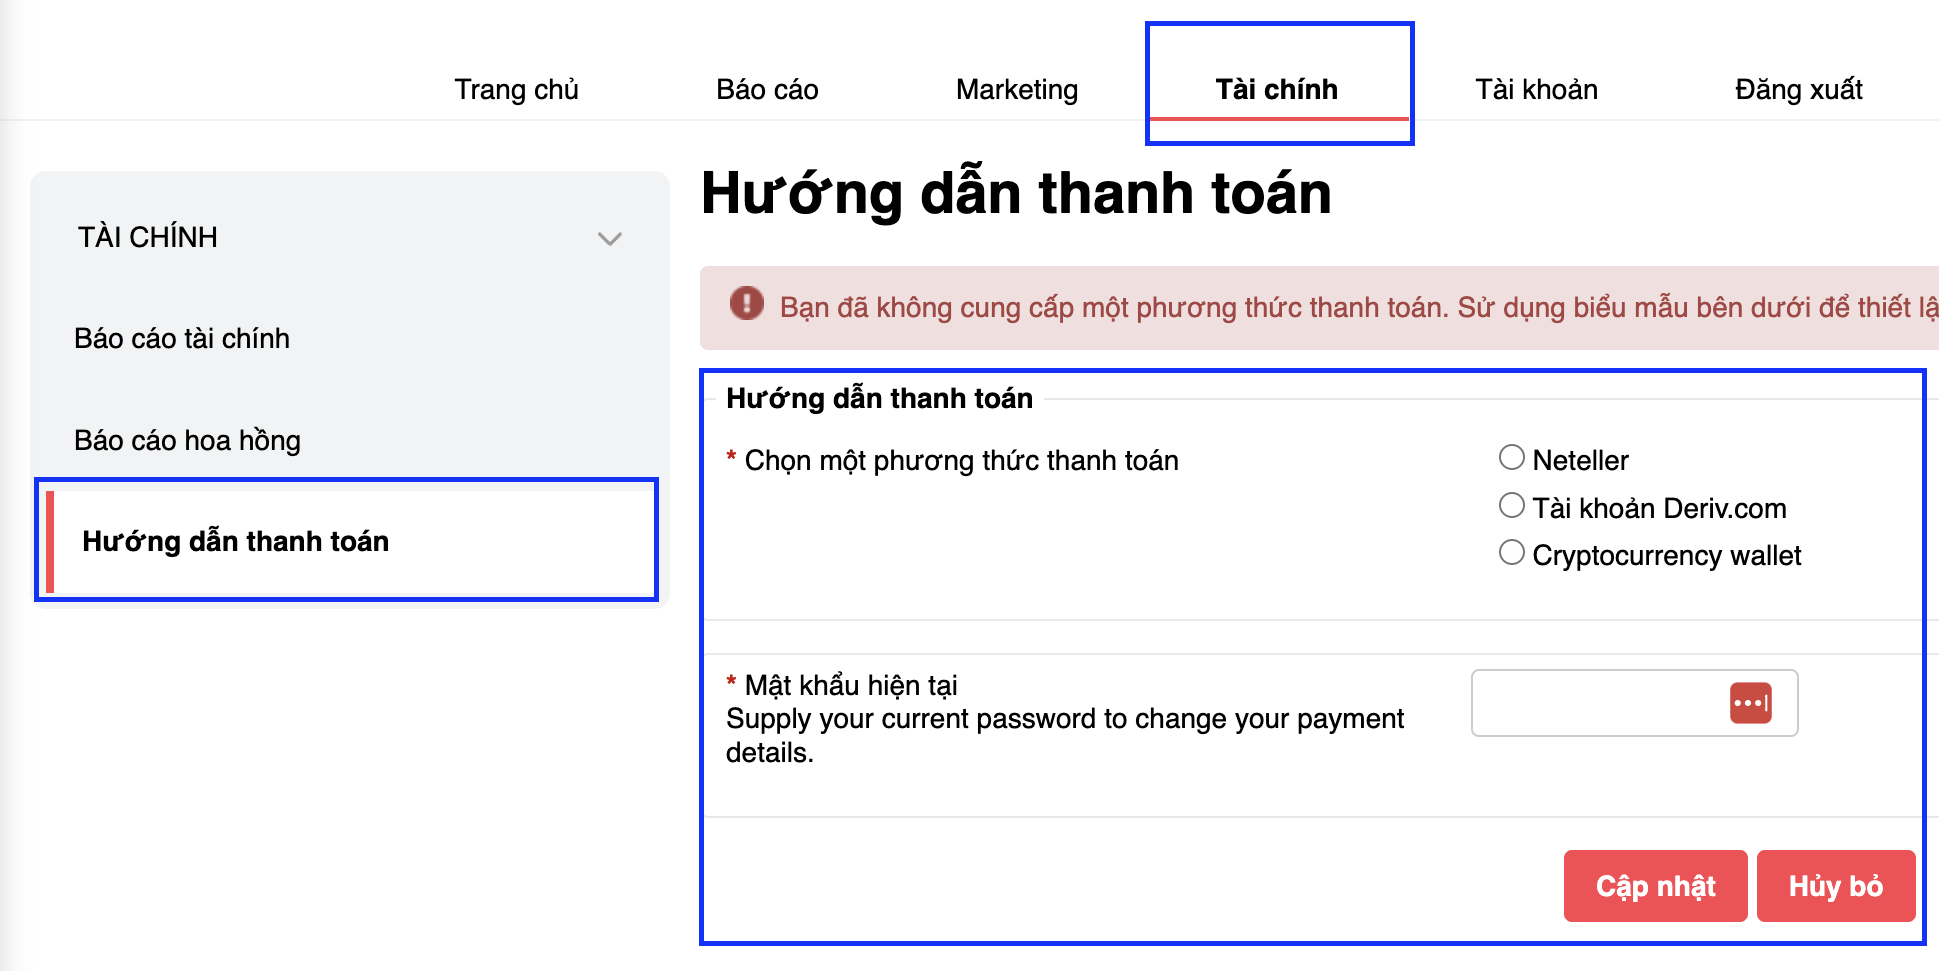 Trang chủ Báo cáo Marketing Tài chính Tài khoản Đăng xuất
TÀI CHÍNH
Báo cáo tài chính
Báo cáo hoa hồng
Hướng dẫn thanh toán
Hướng dẫn thanh toán
Bạn đã không cung cấp một phương thức thanh toán. Sử dụng biểu mẫu bên dưới để thiết
Hướng dẫn thanh toán
* Chọn một phương thức thanh toán
Neteller
Tài khoản Deriv.com
Cryptocurrency wallet
* Mật khẩu hiện tại
Supply your current password to change your payment
details.
Cập nhật Hủy bỏ